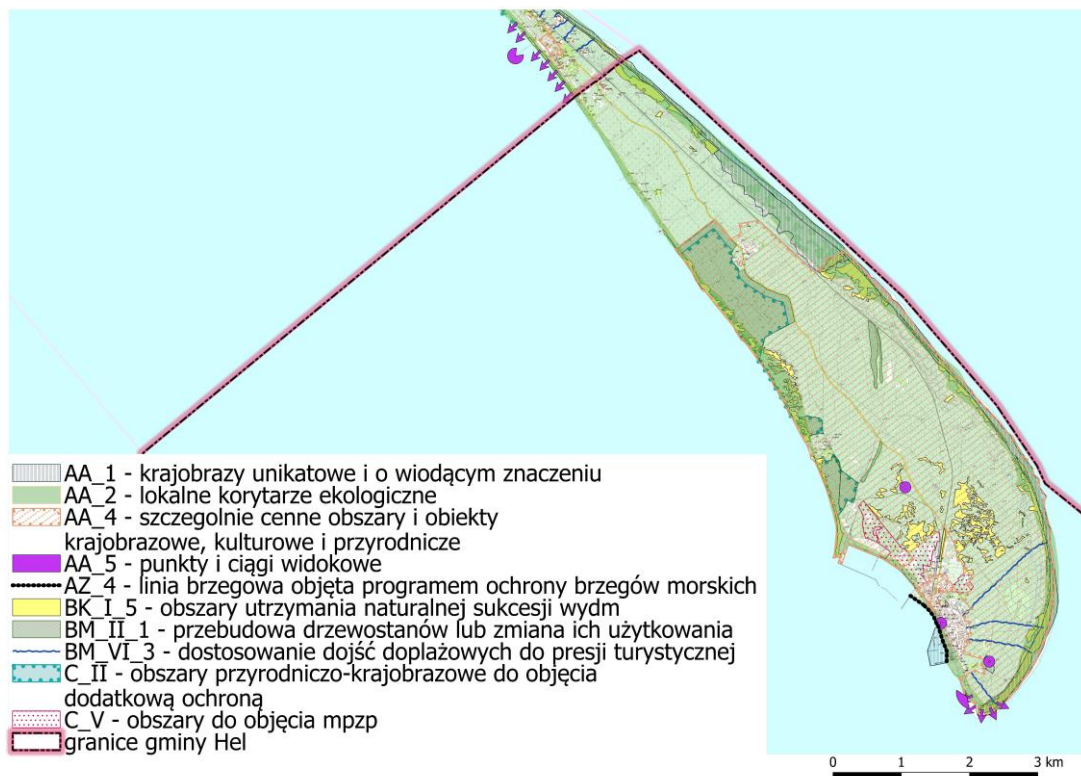 AA_1 - krajobrazy unikatowe i o wiodącym znaczeniu
AA_2 - lokalne korytarze ekologiczne
AA_4 - szczegolnie cenne obszary i obiekty
krajobrazowe, kulturowe i przyrodnicze
AA_5 - punkty i ciągi widokowe
AZ_4 - linia brzegowa objęta programem ochrony brzegów morskich
BK_I_5 - obszary utrzymania naturalnej sukcesji wydm
BM_II_1 - przebudowa drzewostanów lub zmiana ich użytkowania
BM_VI_3 - dostosowanie dojść doplażowych do presji turystycznej
C_II - obszary przyrodniczo-krajobrazowe do objęcia
dodatkową ochroną
C_V - obszary do objęcia mpzp
granice gminy Hel
0 1 2 3 km